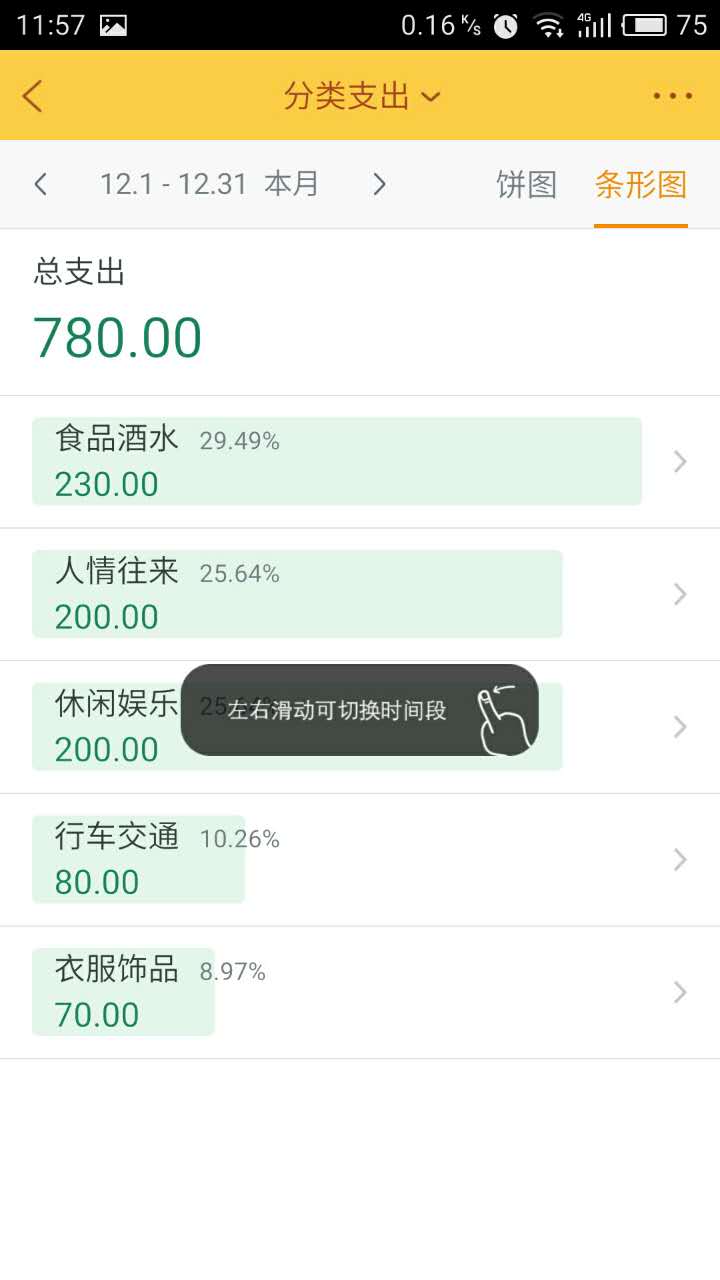 11:57 0.16 K/s 4G 75
分类支出
12.1 - 12.31 本月 饼图 条形图
总支出
780.00
食品酒水 29.49%
230.00
人情往来 25.64%
200.00
休闲娱乐 25.64%
左右滑动可切换时间段
200.00
行车交通 10.26%
80.00
衣服饰品 8.97%
70.00